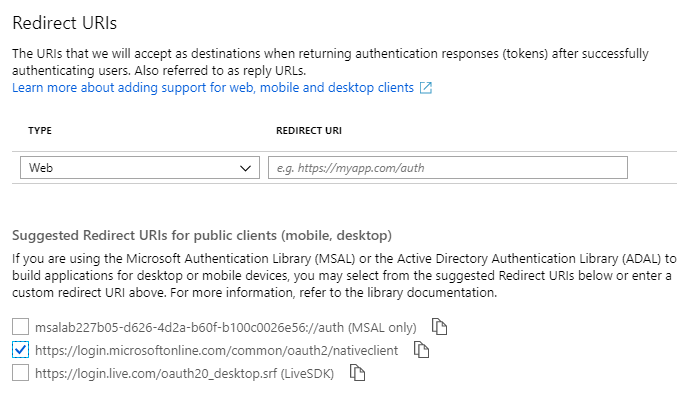 Redirect URIs
The URIs that we will accept as destinations when returning authentication responses (tokens) after successfully
authenticating users. Also referred to as reply URLs.
Learn more about adding support for web, mobile and desktop clients
TYPE REDIRECT URI
Web e.g. https://myapp.com/auth
Suggested Redirect URIs for public clients (mobile, desktop)
If you are using the Microsoft Authentication Library (MSAL) or the Active Directory Authentication Library (ADAL) to
build applications for desktop or mobile devices, you may select from the suggested Redirect URIs below or enter a
custom redirect URI above. For more information, refer to the library documentation.
msalab227b05-d626-4d2a-b60f-b100c0026e56://auth (MSAL only)
https://login.microsoftonline.com/common/oauth2/nativeclient
https://login.live.com/oauth20_desktop.srf (LiveSDK)